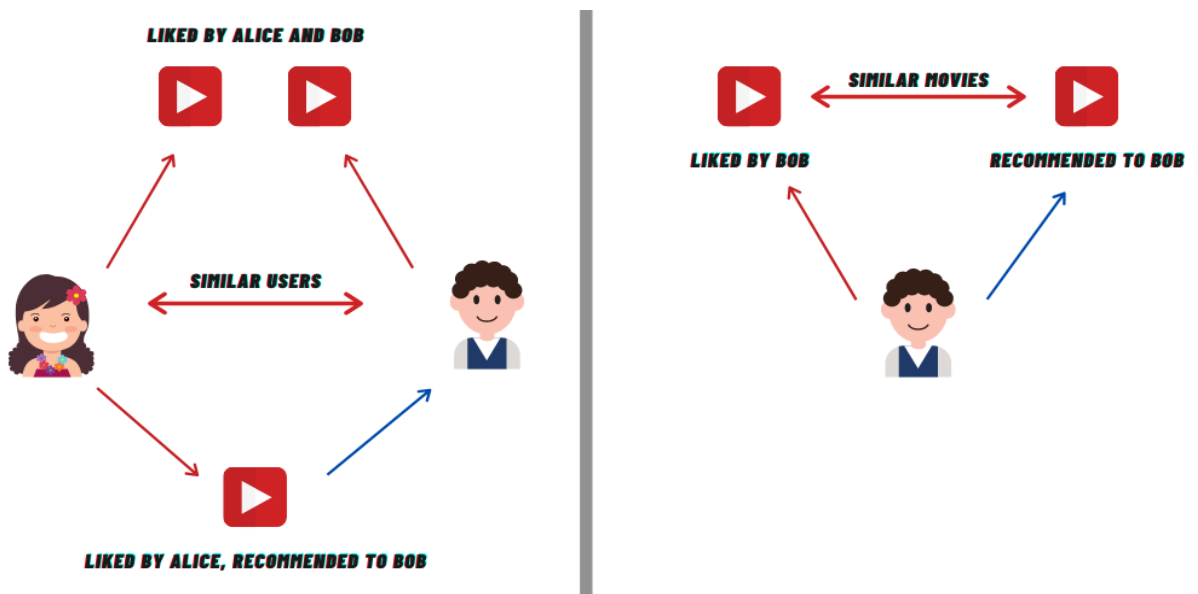 LIKED BY ALICE AND BOB
SIMILAR USERS
LIKED BY ALICE, RECOMMENDED TO BOB
SIMILAR MOVIES
LIKED BY BOB
RECOMMENDED TO BOB